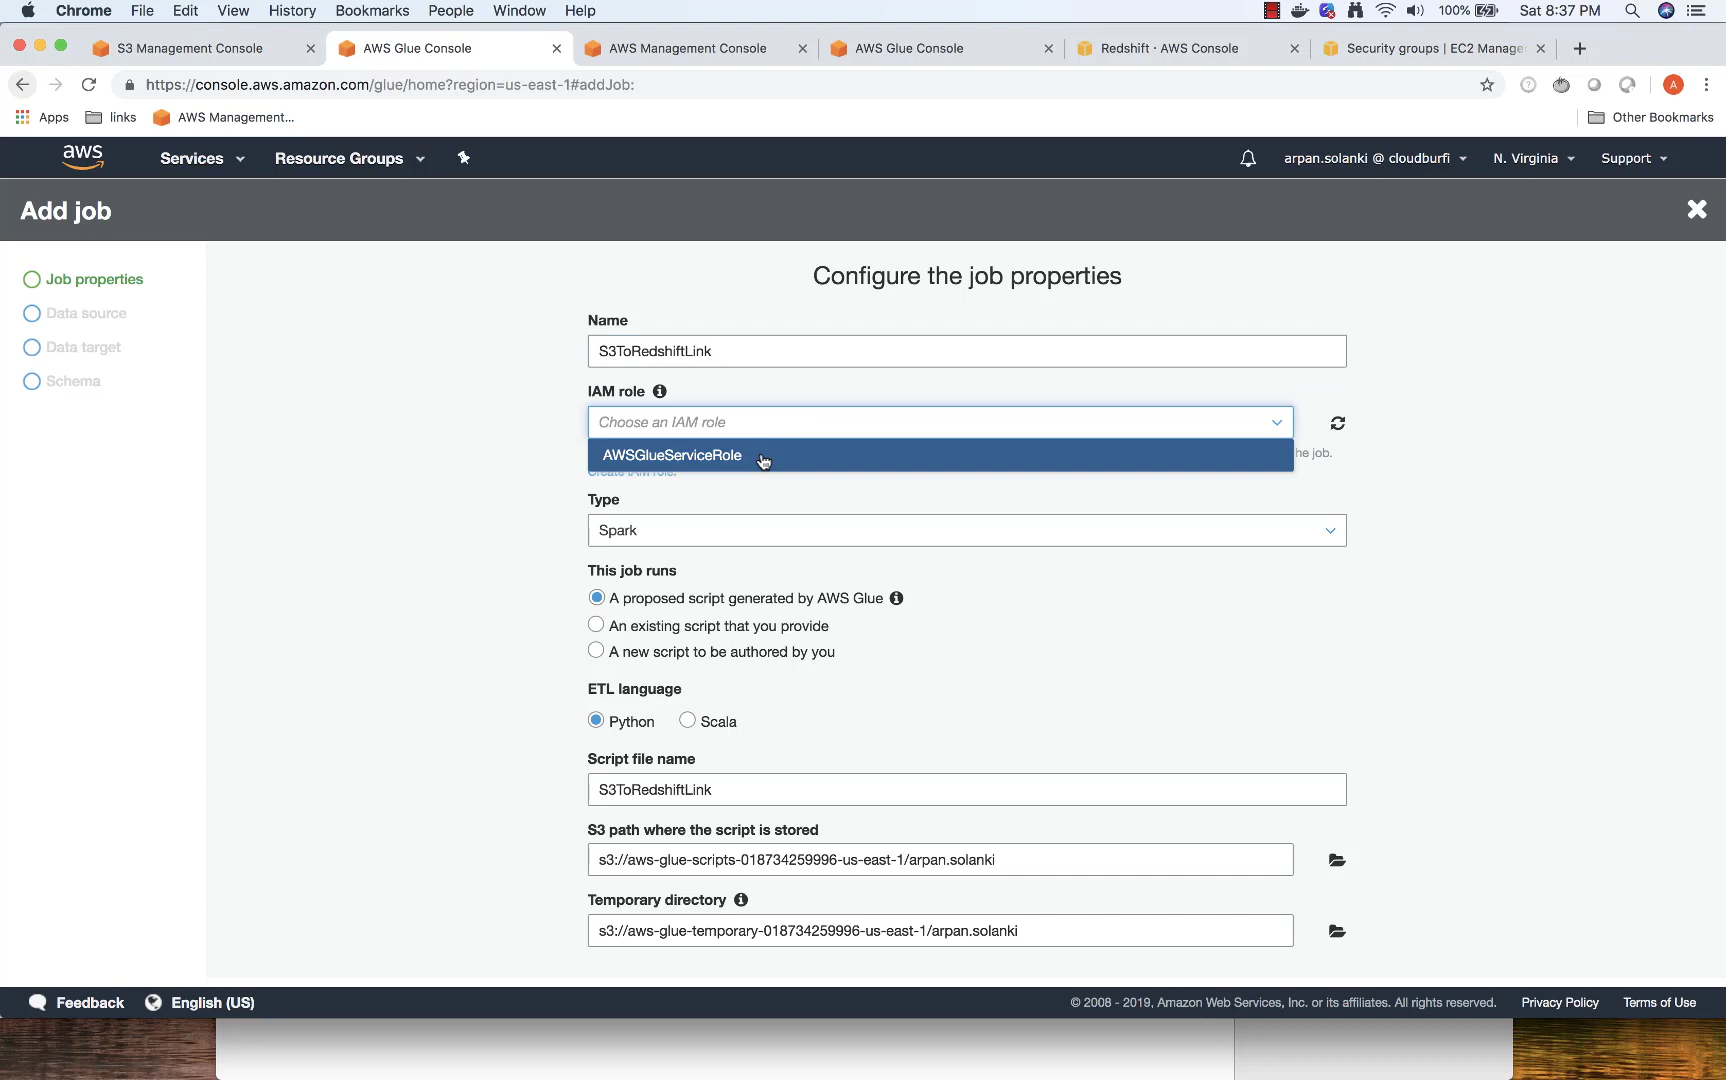 Chrome File Edit View History Bookmarks People Window Help 100% Sat 8:37 PM
S3 Management Console AWS Glue Console AWS Management Console AWS Glue Console Redshift · AWS Console Security groups | EC2 Manage
https://console.aws.amazon.com/glue/home?region=us-east-1#addJob: A
Apps links AWS Management... Other Bookmarks
aws Services Resource Groups arpan.solanki @ cloudburfi N. Virginia Support
Add job
Job properties
Data source
Data target
Schema
Configure the job properties
Name
S3ToRedshiftLink
IAM role
Choose an IAM role
AWSGlueServiceRole
he job.
Create IAM role.
Type
Spark
This job runs
A proposed script generated by AWS Glue
An existing script that you provide
A new script to be authored by you
ETL language
Python Scala
Script file name
S3ToRedshiftLink
S3 path where the script is stored
s3://aws-glue-scripts-018734259996-us-east-1/arpan.solanki
Temporary directory
s3://aws-glue-temporary-018734259996-us-east-1/arpan.solanki
Feedback English (US) © 2008 - 2019, Amazon Web Services, Inc. or its affiliates. All rights reserved. Privacy Policy Terms of Use